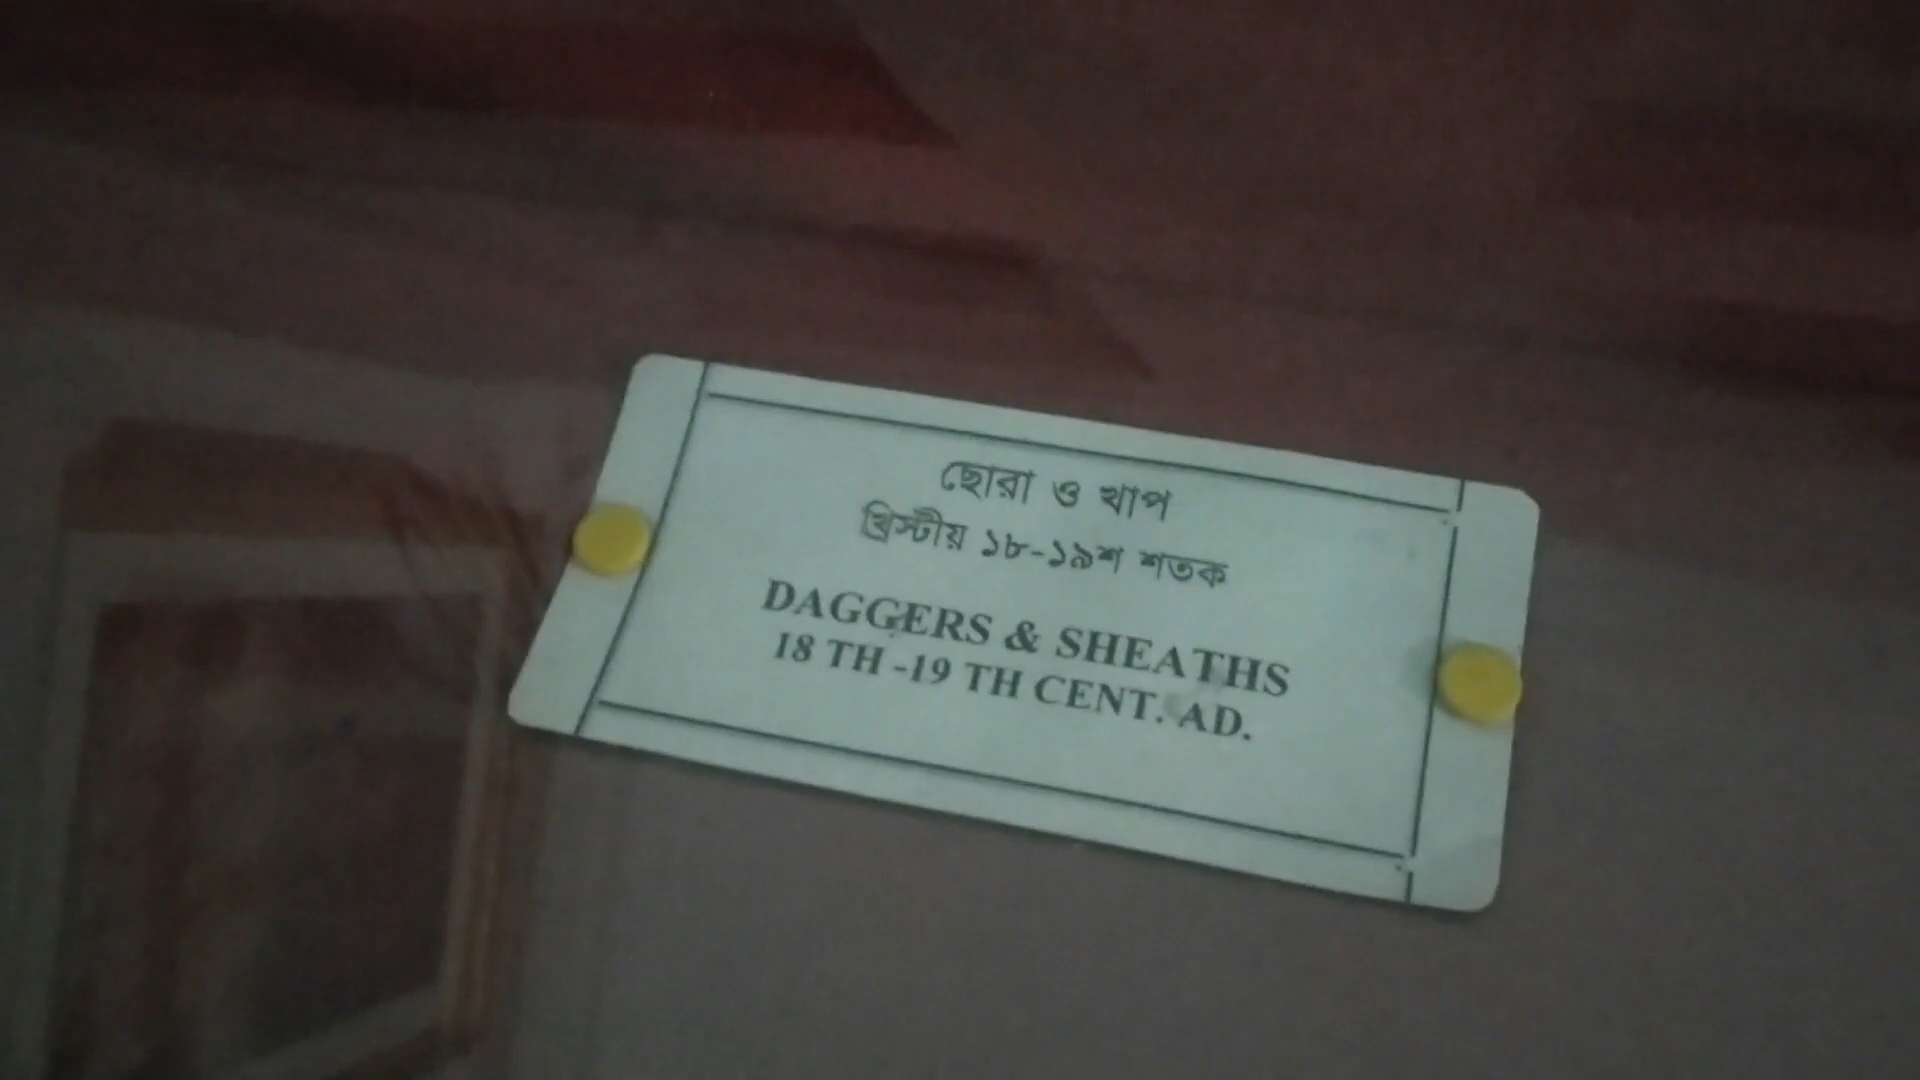 ছোরা ও খাপ
খ্রিস্টীয় ১৮-১৯শ শতক
DAGGERS & SHEATHS
18 TH -19 TH CENT. AD.